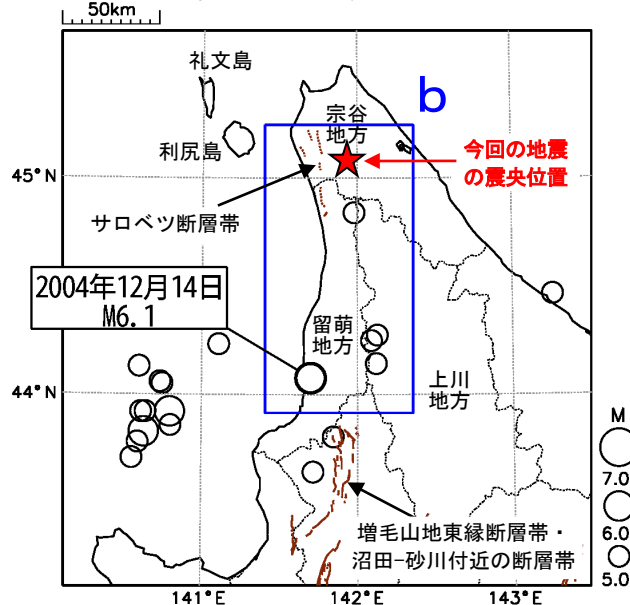 50km
礼文島
宗谷
地方
b
利尻島
今回の地震
の震央位置
45°N
サロベツ断層帯
2004年12月14日
M6.1
留萌
地方
上川
地方
44°N
M
7.0
6.0
5.0
増毛山地東縁断層帯・
沼田−砂川付近の断層帯
141°E
142°E
143°E